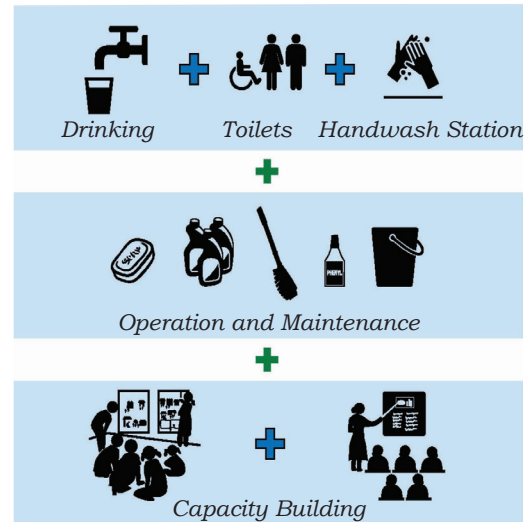 Drinking
Toilets
Handwash Station
Operation and Maintenance
Capacity Building